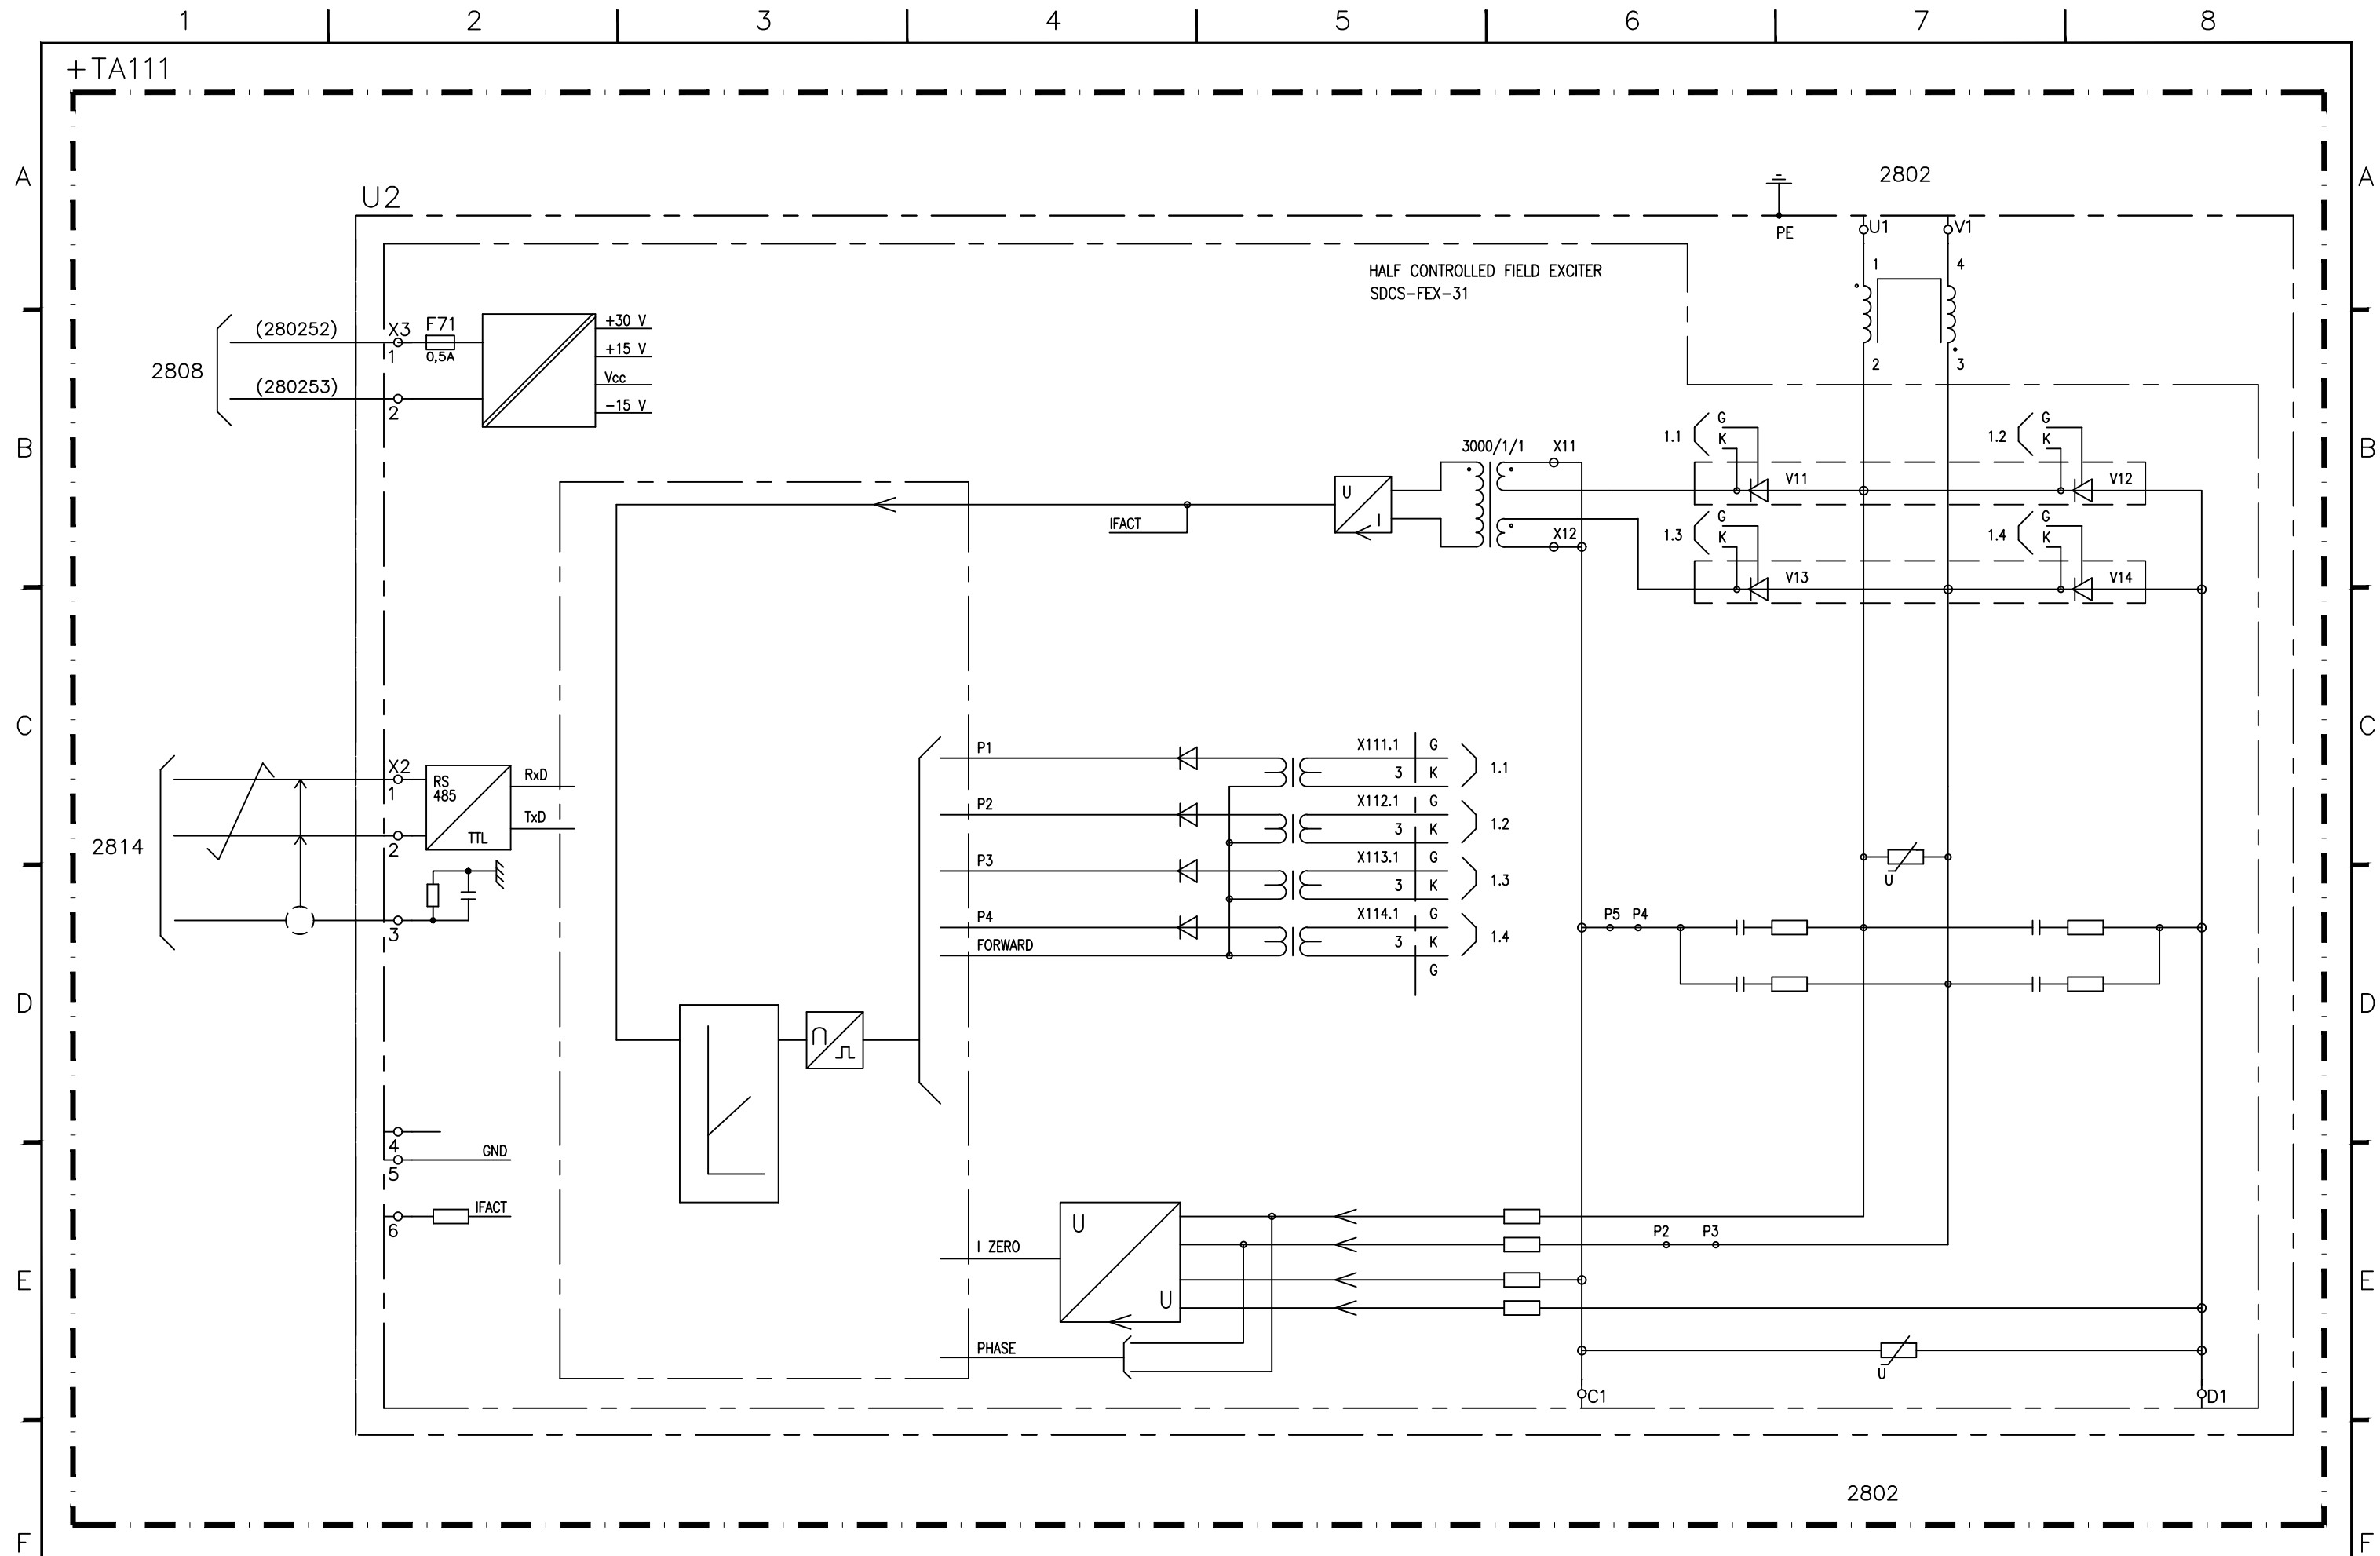 1 2 3 4 5 6 7 8
+TA111
A 2802 A
U2
U1 V1
PE
HALF CONTROLLED FIELD EXCITER
SDCS-FEX-31
1 4
(280252) X3 F71 +30 V
1 0,5A +15 V
2 3
2808
Vcc
(280253) -15 V
2
B 3000/1/1 X11 1.1 G K 1.2 G K B
U V11 V12
I
IFACT X12 1.3 G K 1.4 G K
V13 V14
C C
P1 X111.1 G
3 K 1.1
X2 RS 485 RxD
1
P2 X112.1 G
TxD
3 K 1.2
2814 2 TTL
P3 X113.1 G
3 K 1.3
U
P4 X114.1 G
P5 P4
3
FORWARD 3 K 1.4
G
D D
4
GND
5
IFACT
6
U P2 P3
I ZERO
E U E
PHASE
U
C1 D1
2802
F F